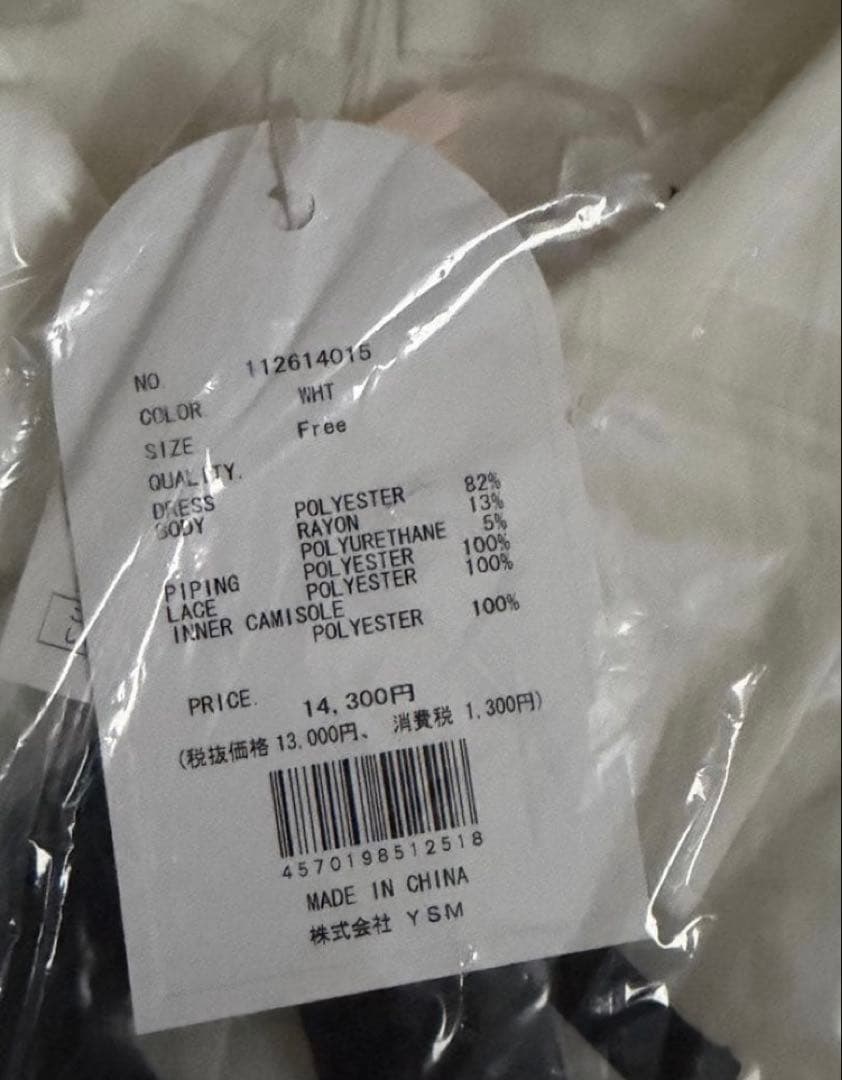 NO. 112614015
COLOR. WHT
SIZE Free
QUALITY.
DRESS POLYESTER 82%
BODY RAYON 13%
POLYURETHANE 5%
PIPING POLYESTER 100%
LACE POLYESTER 100%
INNER CAMISOLE
POLYESTER 100%
PRICE. 14,300円
(税抜価格 13,000円、 消費税 1,300円)
4570198512518
MADE IN CHINA
株式会社 YSM